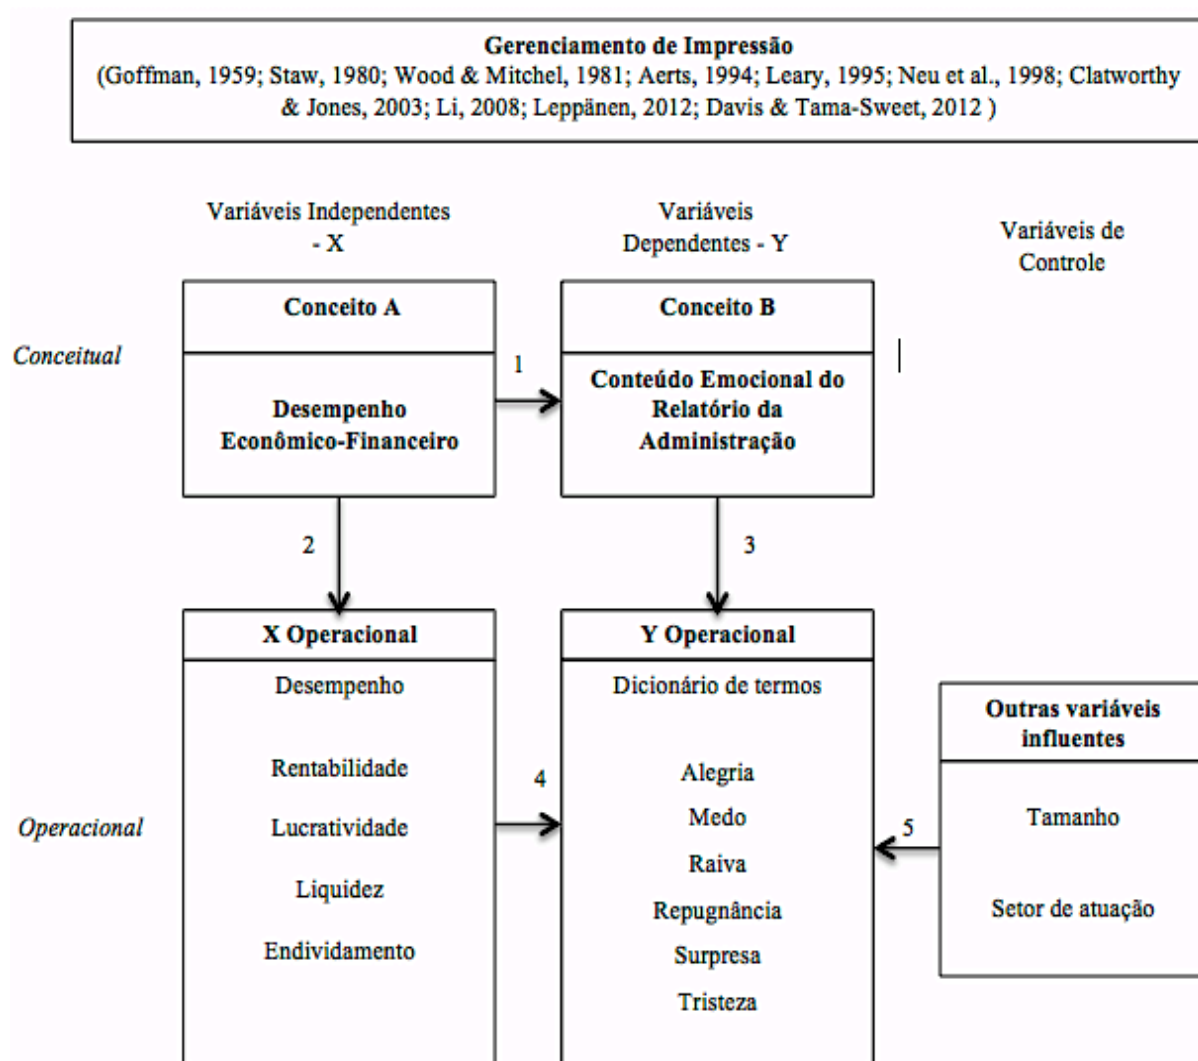 Gerenciamento de Impressão
(Goffman, 1959; Staw, 1980; Wood & Mitchel, 1981; Aerts, 1994; Leary, 1995; Neu et al., 1998; Clatworthy
& Jones, 2003; Li, 2008; Leppänen, 2012; Davis & Tama-Sweet, 2012 )
Variáveis Independentes
- X
Variáveis
Dependentes - Y
Variáveis de
Controle
Conceitual
Conceito A
Desempenho
Econômico-Financeiro
1
Conceito B
Conteúdo Emocional do
Relatório da
Administração
2
3
Operacional
X Operacional
Desempenho
Rentabilidade
Lucratividade
Liquidez
Endividamento
4
Y Operacional
Dicionário de termos
Alegria
Medo
Raiva
Repugnância
Surpresa
Tristeza
5
Outras variáveis
influentes
Tamanho
Setor de atuação